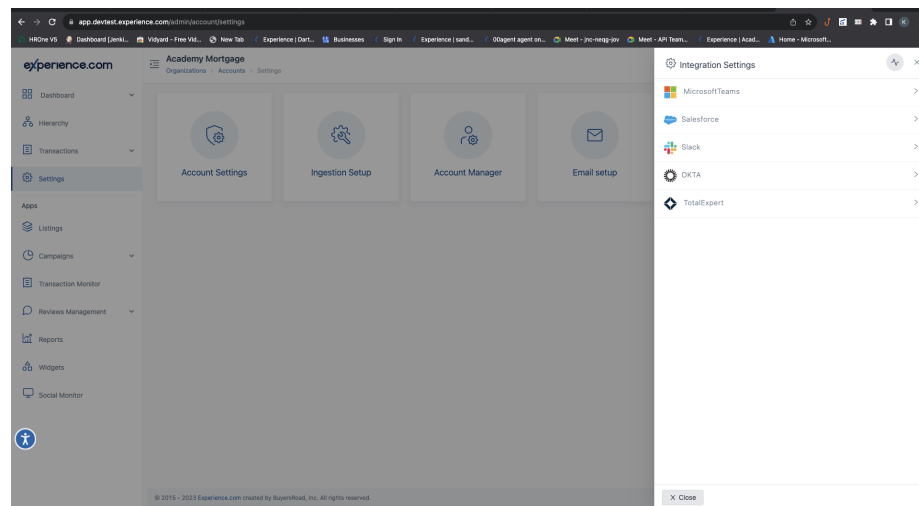 app.devtest.experience.com/admin/account/settings
HROne V5 Dashboard [Jenki... Vidyard - Free Vid... New Tab Experience | Dart... Businesses Sign In Experience | sand... 00agent agent on... Meet - jnc-neqg-jov Meet - API Team... Experience | Acad... Home - Microsoft...
experience.com
Academy Mortgage
Organizations > Accounts > Settings
Dashboard
Hierarchy
Transactions
Settings
Apps
Listings
Campaigns
Transaction Monitor
Reviews Management
Reports
Widgets
Social Monitor
Account Settings
Ingestion Setup
Account Manager
Email setup
© 2015 - 2023 Experience.com created by BuyersRoad, Inc. All rights reserved.
Integration Settings
MicrosoftTeams
Salesforce
Slack
OKTA
TotalExpert
X Close